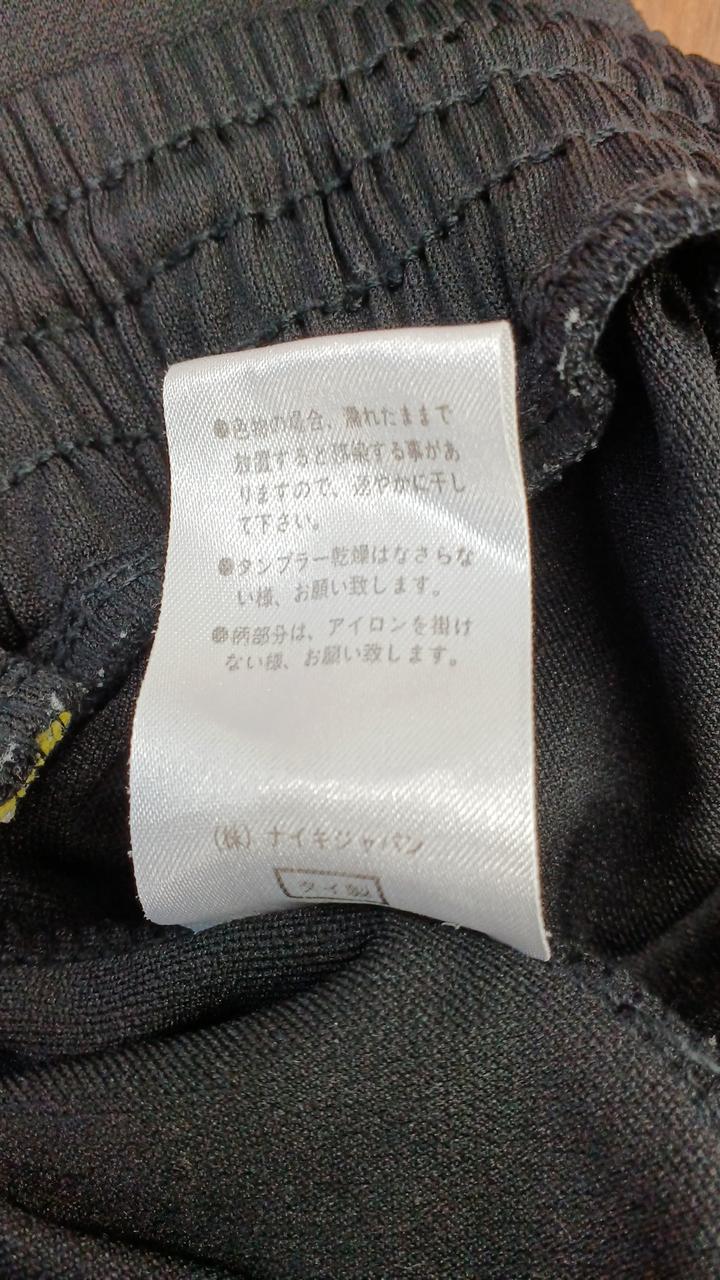 ●色物の場合、濡れたままで
放置すると移染する事があ
りますので、速やかに干し
て下さい。
●タンブラー乾燥はなさらな
い様、お願い致します。
●柄部分は、アイロンを掛け
ない様、お願い致します。
(株) ナイキジャパン
タイ製